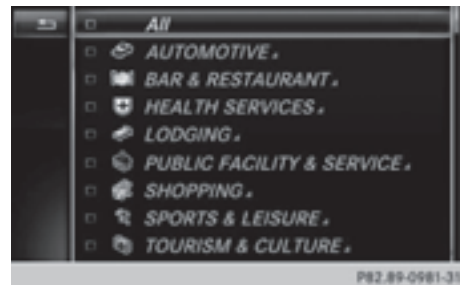 All
AUTOMOTIVE
BAR & RESTAURANT
HEALTH SERVICES
LODGING
PUBLIC FACILITY & SERVICE
SHOPPING
SPORTS & LEISURE
TOURISM & CULTURE
P82.89-0981-31